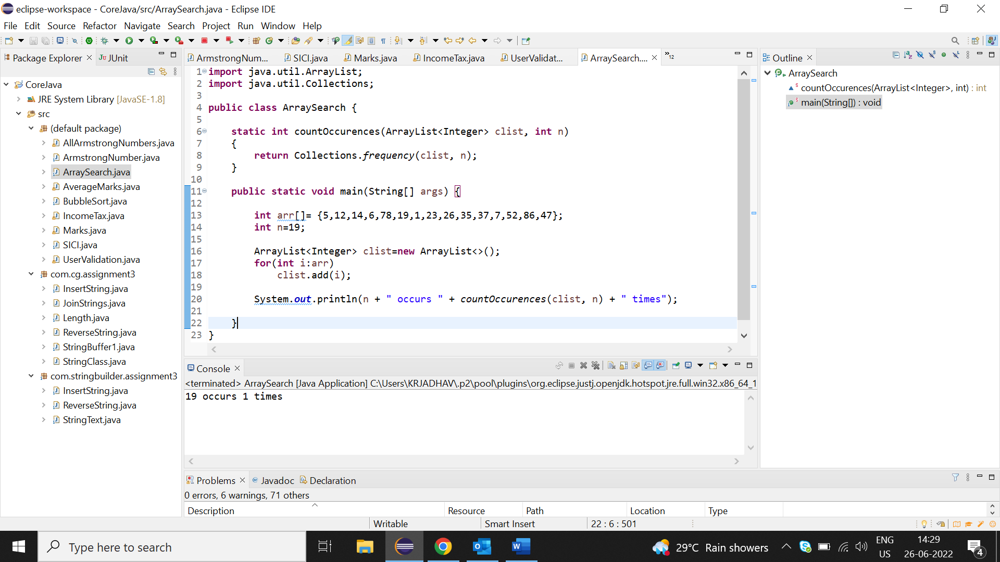 eclipse-workspace - CoreJava/src/ArraySearch.java - Eclipse IDE
File Edit Source Refactor Navigate Search Project Run Window Help
Package Explorer JUnit
CoreJava
JRE System Library [JavaSE-1.8]
src
(default package)
AllArmstrongNumbers.java
ArmstrongNumber.java
ArraySearch.java
AverageMarks.java
BubbleSort.java
IncomeTax.java
Marks.java
SICI.java
UserValidation.java
com.cg.assignment3
InsertString.java
JoinStrings.java
Length.java
ReverseString.java
StringBuffer1.java
StringClass.java
com.stringbuilder.assignment3
InsertString.java
ReverseString.java
StringText.java
ArmstrongNum... SICI.java Marks.java IncomeTax.java UserValidat... ArraySearch.... »12
1 import java.util.ArrayList;
2 import java.util.Collections;
3
4 public class ArraySearch {
5
6 static int countOccurences(ArrayList<Integer> clist, int n)
7 {
8 return Collections.frequency(clist, n);
9 }
10
11 public static void main(String[] args) {
12
13 int arr[]= {5,12,14,6,78,19,1,23,26,35,37,7,52,86,47};
14 int n=19;
15
16 ArrayList<Integer> clist=new ArrayList<>();
17 for(int i:arr)
18 clist.add(i);
19
20 System.out.println(n + " occurs " + countOccurences(clist, n) + " times");
21
22 }
23 }
Outline
ArraySearch
countOccurences(ArrayList<Integer>, int) : int
main(String[]) : void
Console
<terminated> ArraySearch [Java Application] C:\Users\KRJADHAV\.p2\pool\plugins\org.eclipse.justj.openjdk.hotspot.jre.full.win32.x86_64_1
19 occurs 1 times
Problems Javadoc Declaration
0 errors, 6 warnings, 71 others
Description Resource Path Location Type
Writable Smart Insert 22 : 6 : 501
Type here to search
29°C Rain showers
ENG
US
14:29
26-06-2022
4